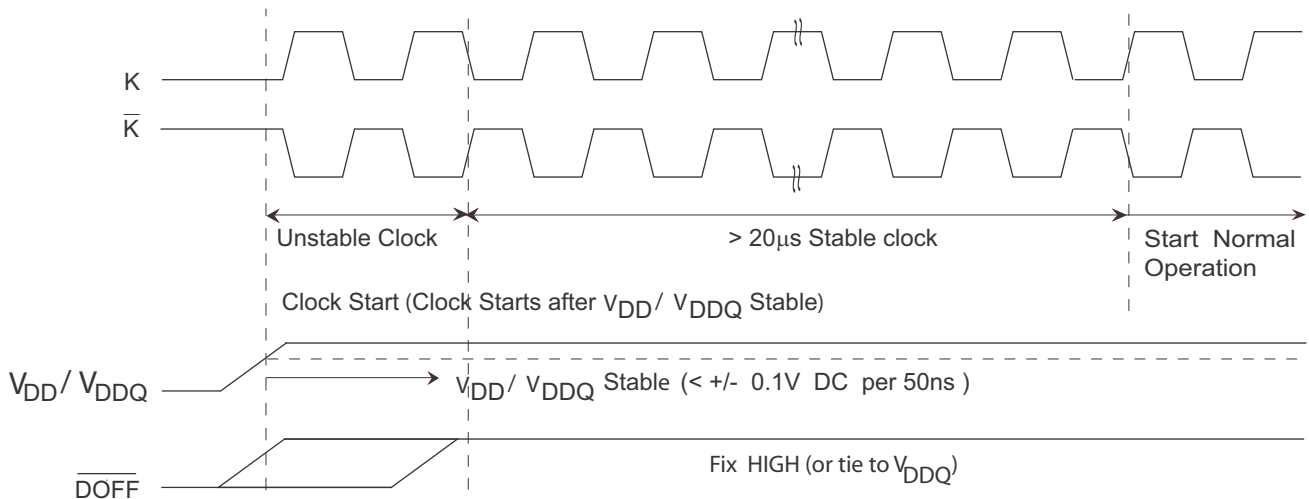 K
K̅
Unstable Clock
> 20μs Stable clock
Start Normal
Operation
Clock Start (Clock Starts after VDD / VDDQ Stable)
VDD / VDDQ
VDD / VDDQ Stable (< +/- 0.1V DC per 50ns )
Fix HIGH (or tie to VDDQ)
D̅O̅F̅F̅